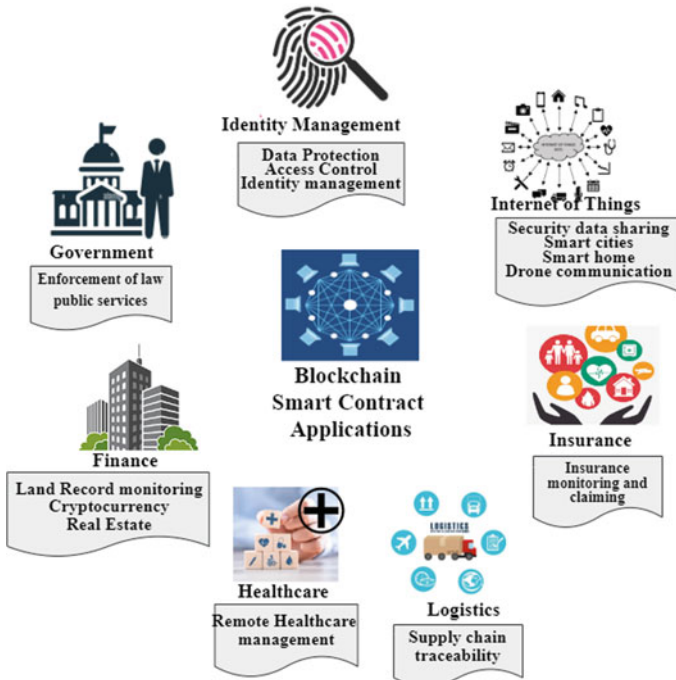 Identity Management
Data Protection
Access Control
Identity management
Internet of Things
Security data sharing
Smart cities
Smart home
Drone communication
Government
Enforcement of law
public services
Blockchain
Smart Contract
Applications
Insurance
Insurance
monitoring and
claiming
Finance
Land Record monitoring
Cryptocurrency
Real Estate
Healthcare
Remote Healthcare
management
LOGISTICS
Logistics
Supply chain
traceability